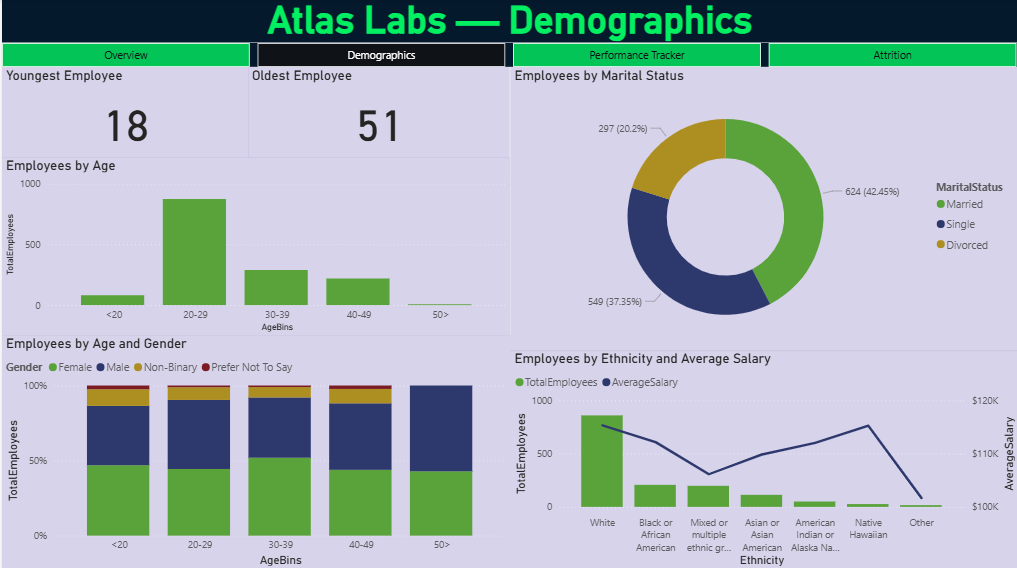 Atlas Labs — Demographics
Overview
Demographics
Performance Tracker
Attrition
Youngest Employee
18
Oldest Employee
51
Employees by Age
TotalEmployees
1000
500
0
<20
20-29
30-39
40-49
50>
AgeBins
Employees by Marital Status
297 (20.2%)
624 (42.45%)
549 (37.35%)
MaritalStatus
Married
Single
Divorced
Employees by Age and Gender
Gender
Female
Male
Non-Binary
Prefer Not To Say
TotalEmployees
100%
50%
0%
<20
20-29
30-39
40-49
50>
AgeBins
Employees by Ethnicity and Average Salary
TotalEmployees
AverageSalary
TotalEmployees
1000
500
0
$120K
$110K
$100K
AverageSalary
White
Black or
African
American
Mixed or
multiple
ethnic gr...
Asian or
Asian
American
American
Indian or
Alaska Na...
Native
Hawaiian
Other
Ethnicity